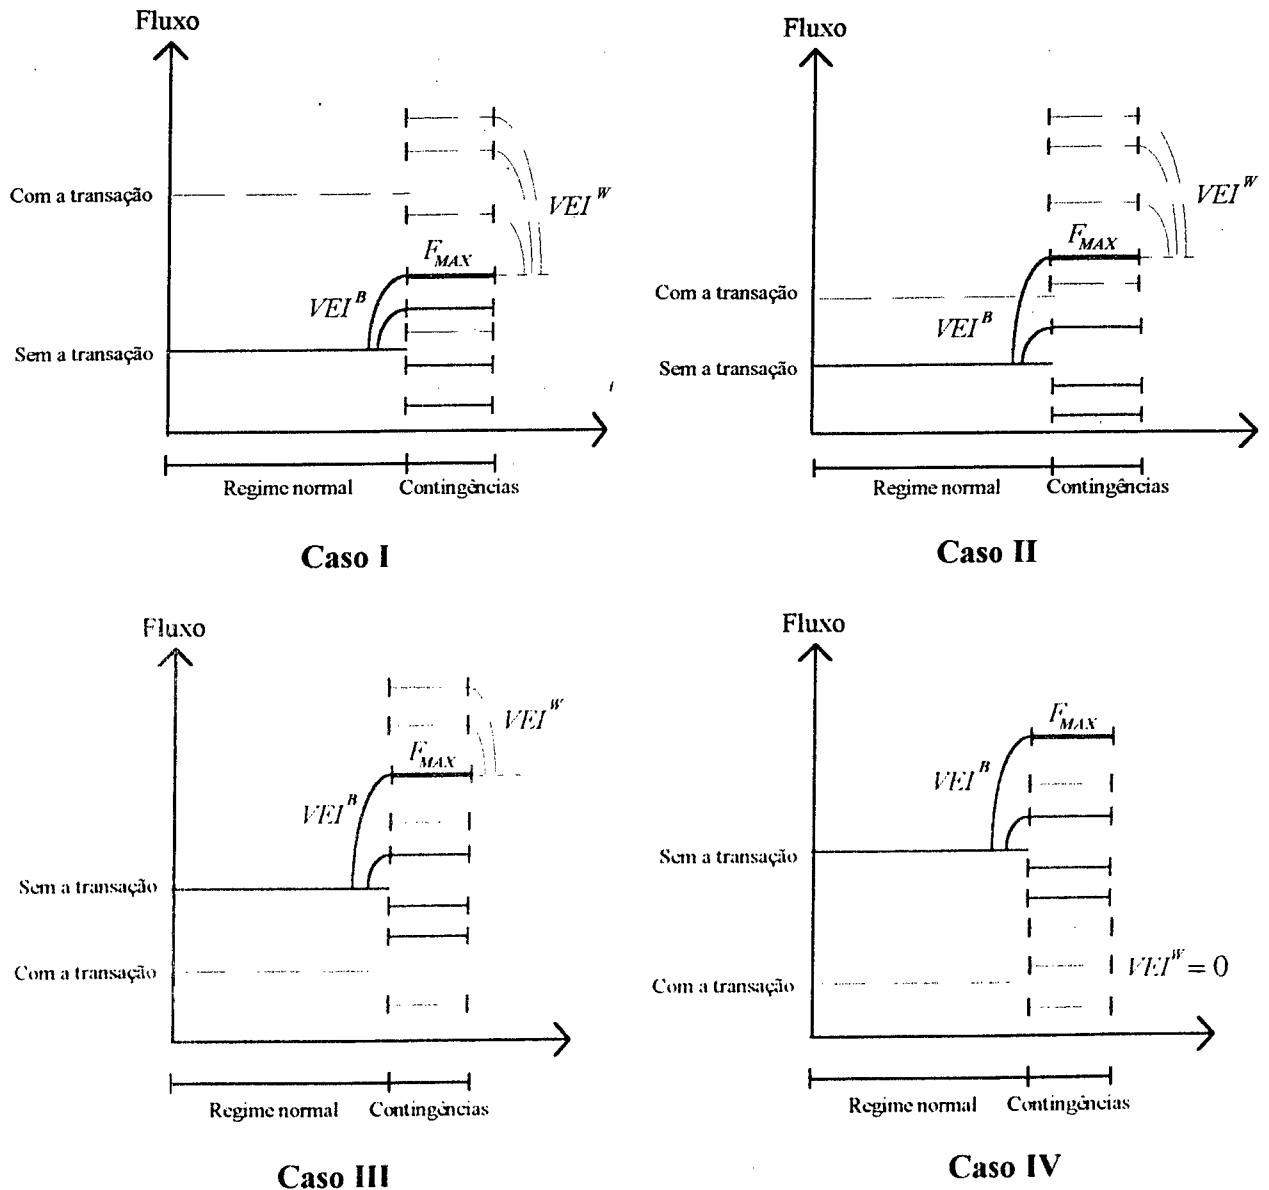 Fluxo
Com a transação
VEI^W
F_MAX
VEI^B
Sem a transação
Regime normal
Contingências
Caso I
Fluxo
VEI^W
F_MAX
Com a transação
VEI^B
Sem a transação
Regime normal
Contingências
Caso II
Fluxo
VEI^W
F_MAX
VEI^B
Sem a transação
Com a transação
Regime normal
Contingências
Caso III
Fluxo
F_MAX
VEI^B
Sem a transação
VEI^W = 0
Com a transação
Regime normal
Contingências
Caso IV